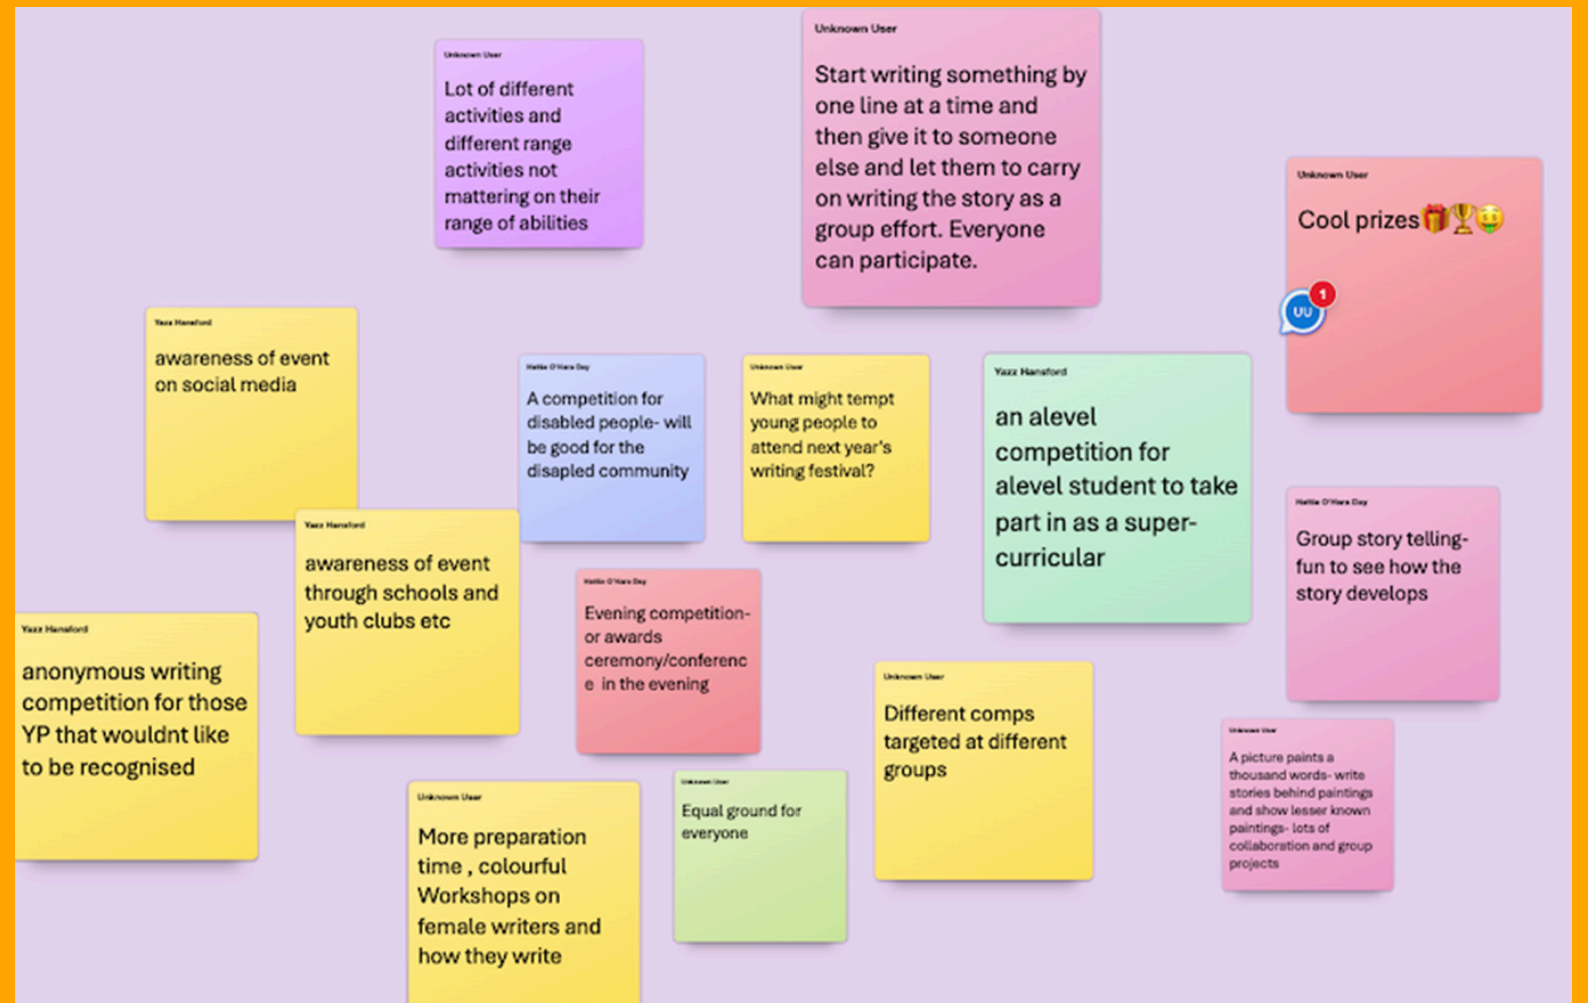 Unknown User
Lot of different
activities and
different range
activities not
mattering on their
range of abilities
Unknown User
Start writing something by
one line at a time and
then give it to someone
else and let them to carry
on writing the story as a
group effort. Everyone
can participate.
Unknown User
Cool prizes🎁🏆🤑
UU
1
Yazz Hansford
awareness of event
on social media
Hattie O'Hara Day
A competition for
disabled people- will
be good for the
disapled community
Unknown User
What might tempt
young people to
attend next year's
writing festival?
Yazz Hansford
an alevel
competition for
alevel student to take
part in as a super-
curricular
Hattie O'Hara Day
Group story telling-
fun to see how the
story develops
Yazz Hansford
awareness of event
through schools and
youth clubs etc
Hattie O'Hara Day
Evening competition-
or awards
ceremony/conferenc
e in the evening
Yazz Hansford
anonymous writing
competition for those
YP that wouldnt like
to be recognised
Unknown User
Different comps
targeted at different
groups
Unknown User
A picture paints a
thousand words- write
stories behind paintings
and show lesser known
paintings- lots of
collaboration and group
projects
Unknown User
More preparation
time , colourful
Workshops on
female writers and
how they write
Unknown User
Equal ground for
everyone